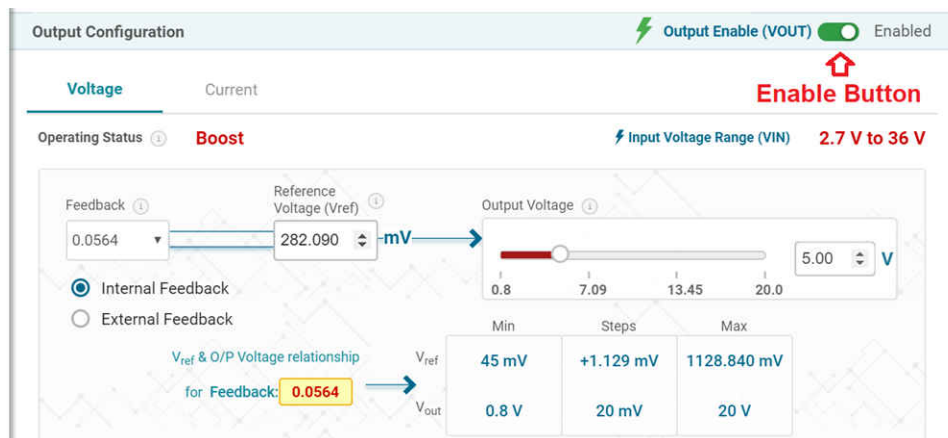 Output Configuration
Output Enable (VOUT) Enabled
Enable Button
Voltage Current
Operating Status Boost
Input Voltage Range (VIN) 2.7 V to 36 V
Feedback
Reference
Voltage (Vref)
Output Voltage
0.0564
282.090 mV
5.00 V
0.8 7.09 13.45 20.0
Internal Feedback
External Feedback
Min Steps Max
Vref & O/P Voltage relationship
for Feedback: 0.0564
Vref 45 mV +1.129 mV 1128.840 mV
Vout 0.8 V 20 mV 20 V